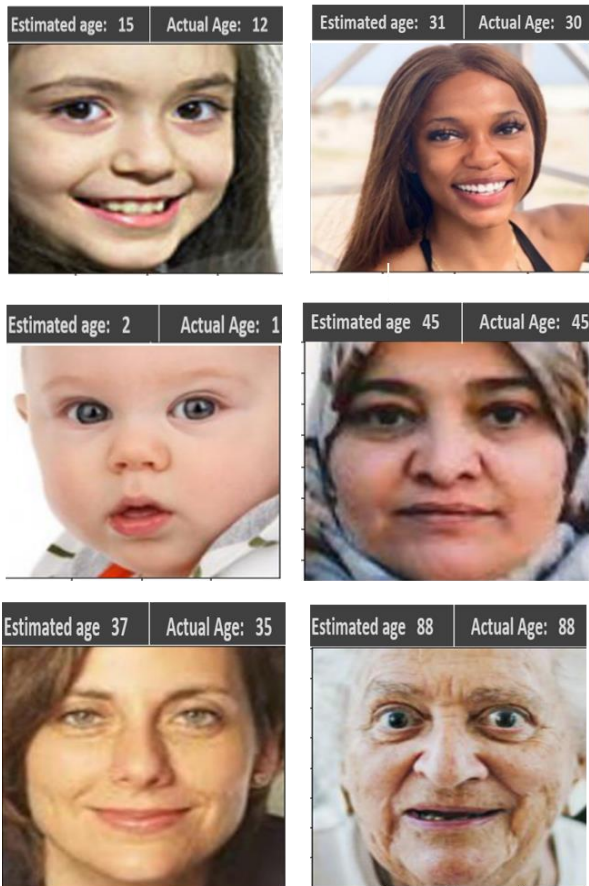 Estimated age: 15 Actual Age: 12
Estimated age: 31 Actual Age: 30
Estimated age: 2 Actual Age: 1
Estimated age 45 Actual Age: 45
Estimated age 37 Actual Age: 35
Estimated age 88 Actual Age: 88